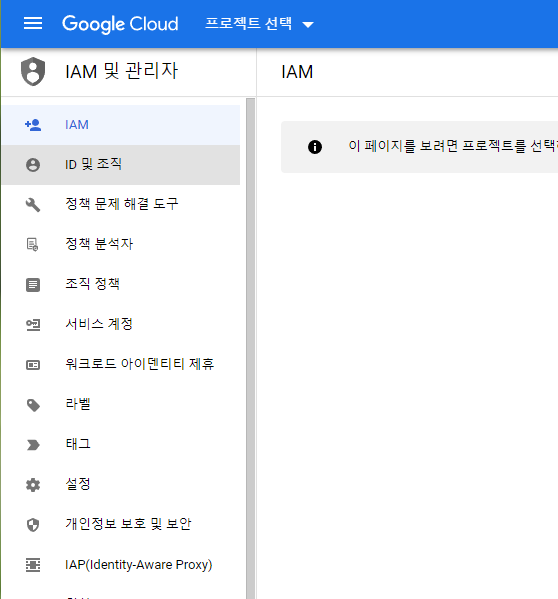 Google Cloud 프로젝트 선택
IAM 및 관리자
IAM
IAM
이 페이지를 보려면 프로젝트를
ID 및 조직
정책 문제 해결 도구
정책 분석자
조직 정책
서비스 계정
워크로드 아이덴티티 제휴
라벨
태그
설정
개인정보 보호 및 보안
IAP(Identity-Aware Proxy)